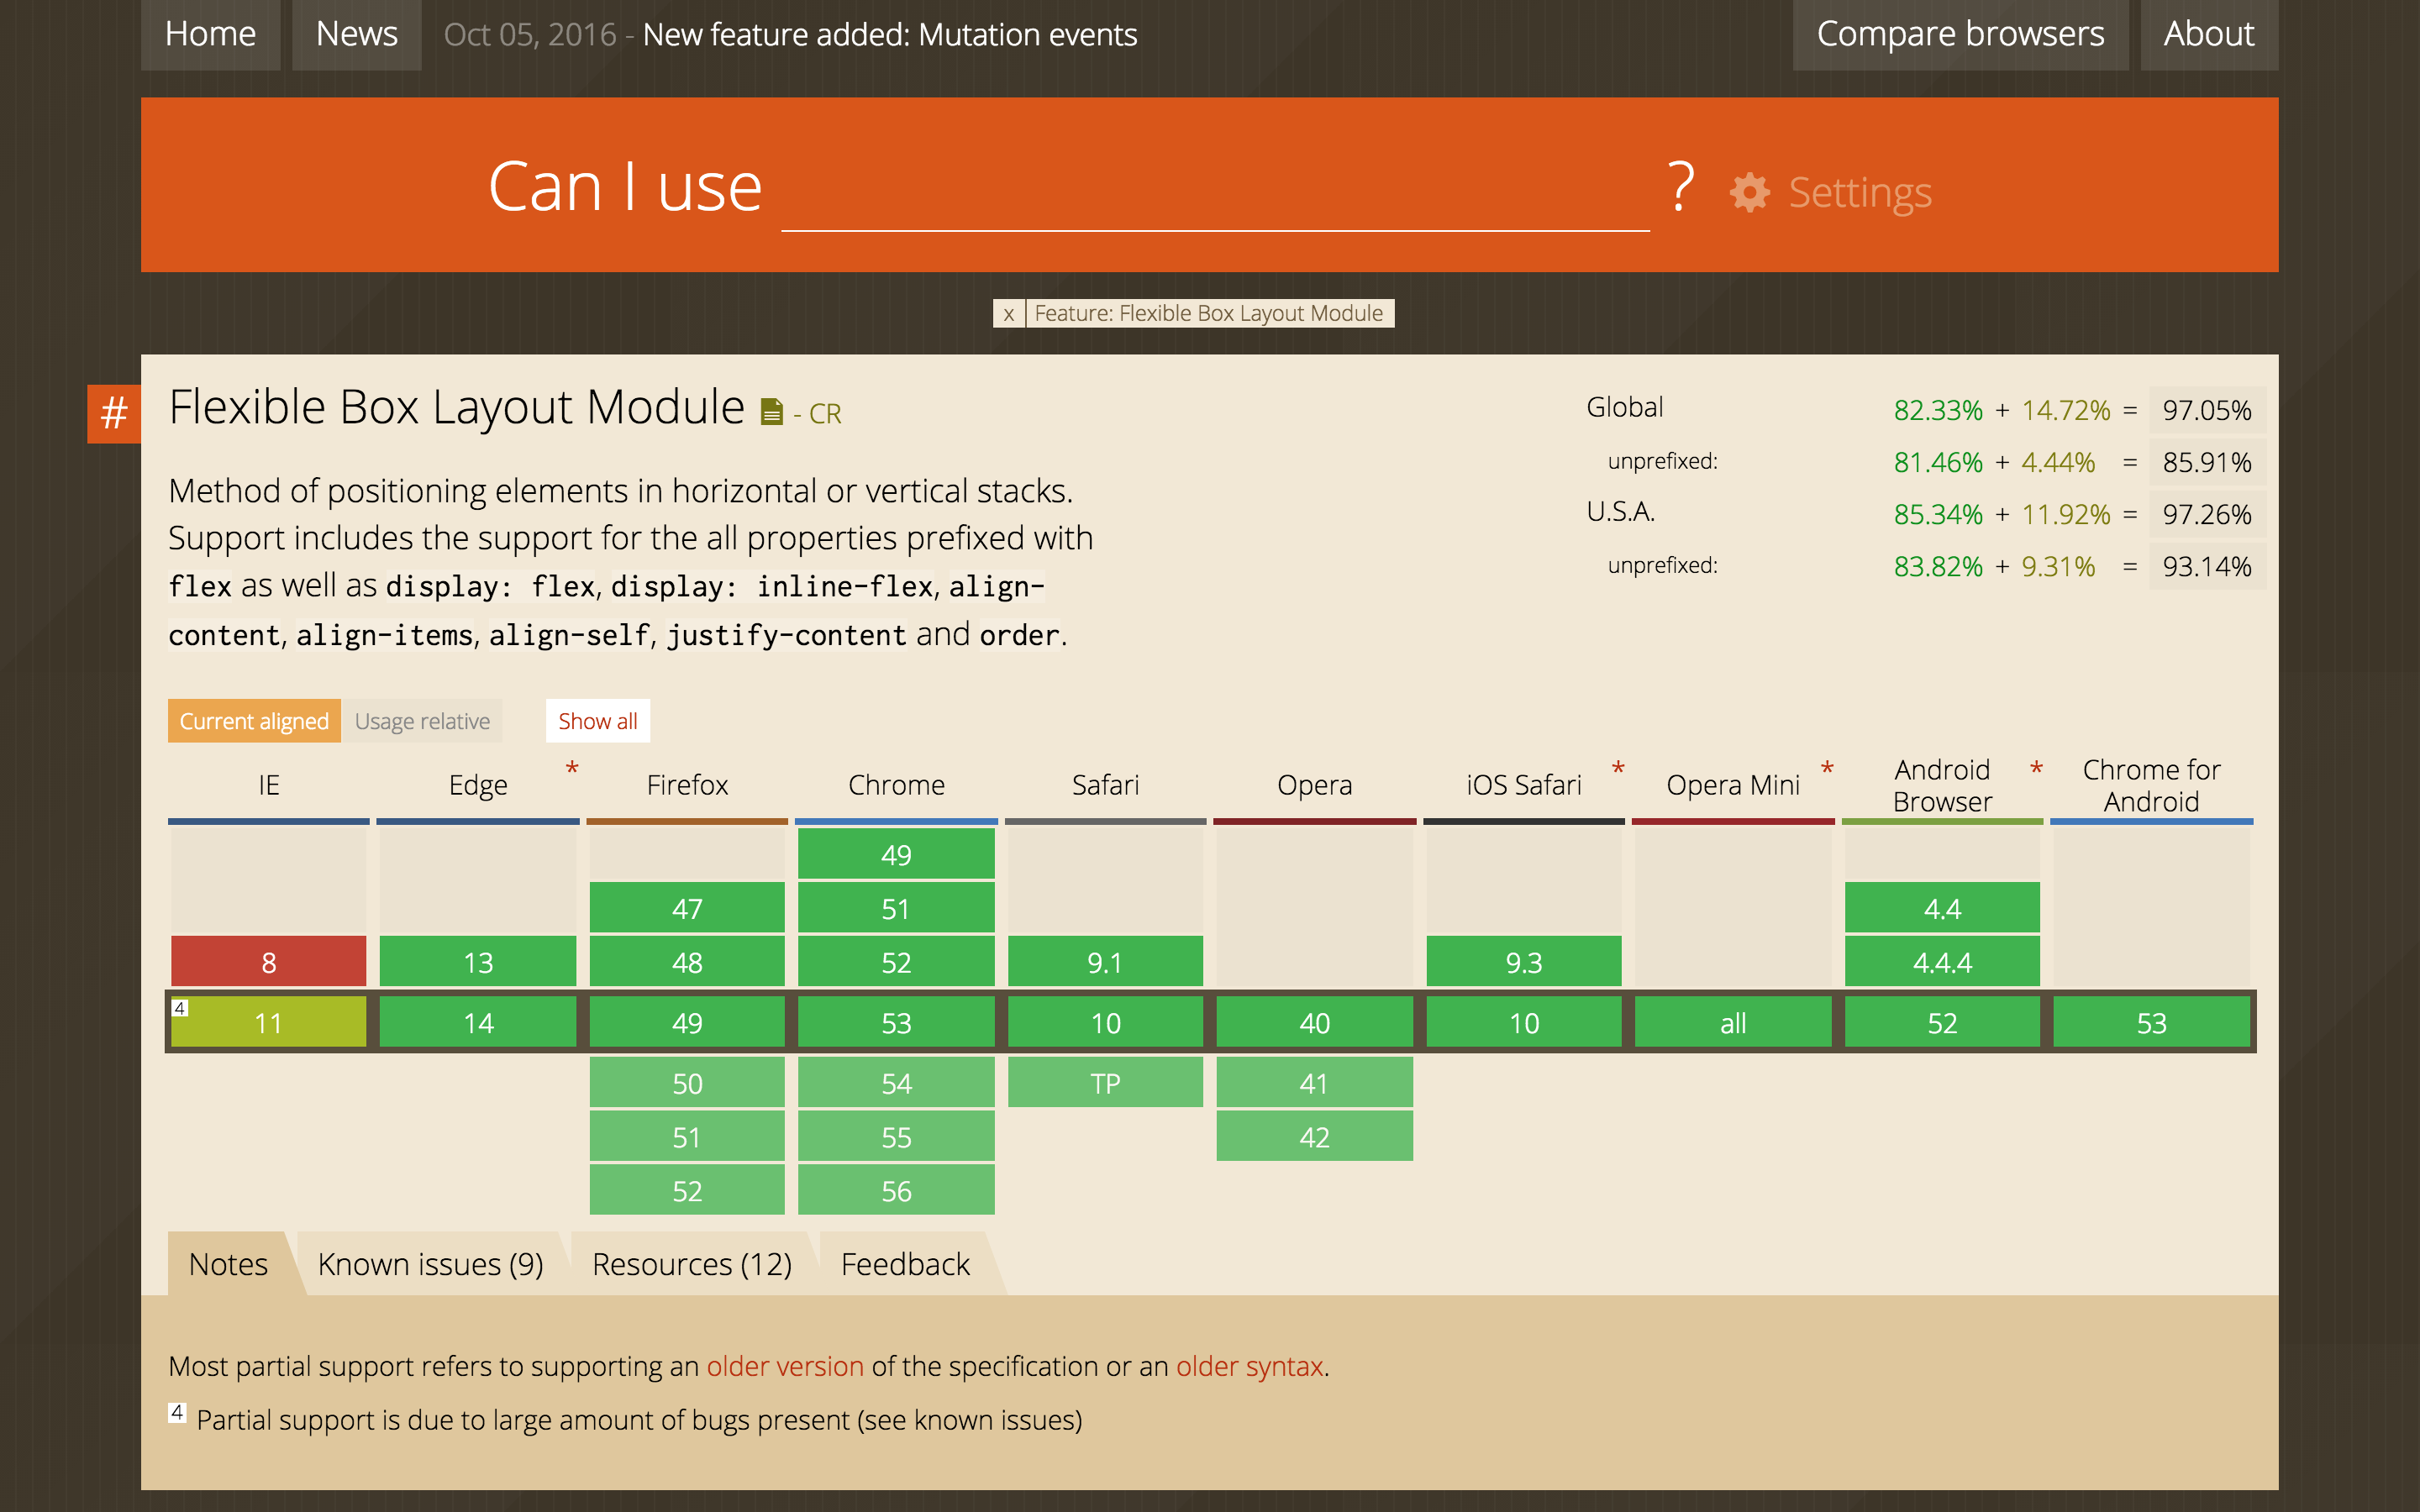 Home News Oct 05, 2016 - New feature added: Mutation events Compare browsers About
Can I use ? Settings
x Feature: Flexible Box Layout Module
# Flexible Box Layout Module - CR
Method of positioning elements in horizontal or vertical stacks.
Support includes the support for the all properties prefixed with
flex as well as display: flex, display: inline-flex, align-
content, align-items, align-self, justify-content and order.
Global 82.33% + 14.72% = 97.05%
unprefixed: 81.46% + 4.44% = 85.91%
U.S.A. 85.34% + 11.92% = 97.26%
unprefixed: 83.82% + 9.31% = 93.14%
Current aligned Usage relative Show all
IE Edge * Firefox Chrome Safari Opera iOS Safari * Opera Mini * Android Browser * Chrome for Android
49
47 51 4.4
8 13 48 52 9.1 9.3 4.4.4
4 11 14 49 53 10 40 10 all 52 53
50 54 TP 41
51 55 42
52 56
Notes Known issues (9) Resources (12) Feedback
Most partial support refers to supporting an older version of the specification or an older syntax.
4 Partial support is due to large amount of bugs present (see known issues)